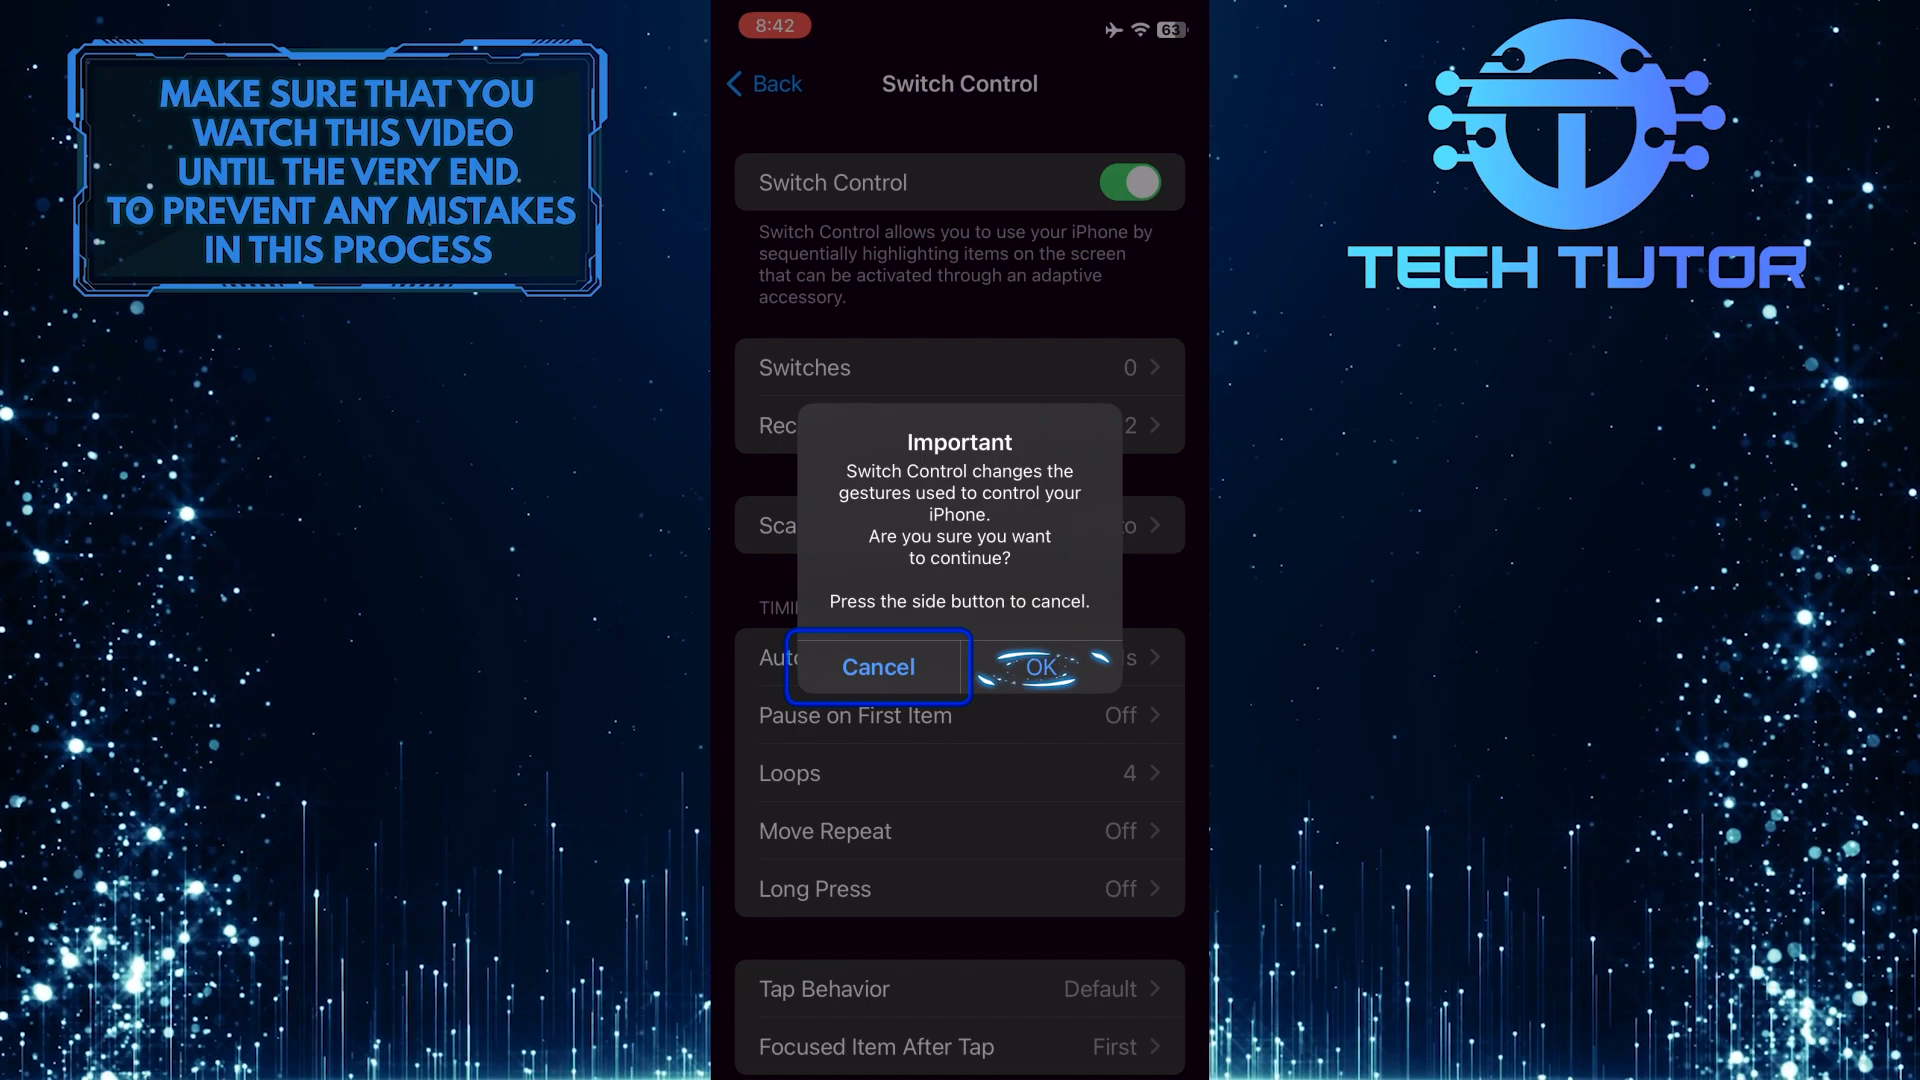 MAKE SURE THAT YOU
WATCH THIS VIDEO
UNTIL THE VERY END
TO PREVENT ANY MISTAKES
IN THIS PROCESS
8:42
63
Back
Switch Control
Switch Control
Switch Control allows you to use your iPhone by
sequentially highlighting items on the screen
that can be activated through an adaptive
accessory.
Switches 0
Rec 2
Important
Switch Control changes the
gestures used to control your
iPhone.
Are you sure you want
to continue?
Press the side button to cancel.
Cancel
OK
Sca to
TIMI
Auto s
Pause on First Item Off
Loops 4
Move Repeat Off
Long Press Off
Tap Behavior Default
Focused Item After Tap First
TECH TUTOR